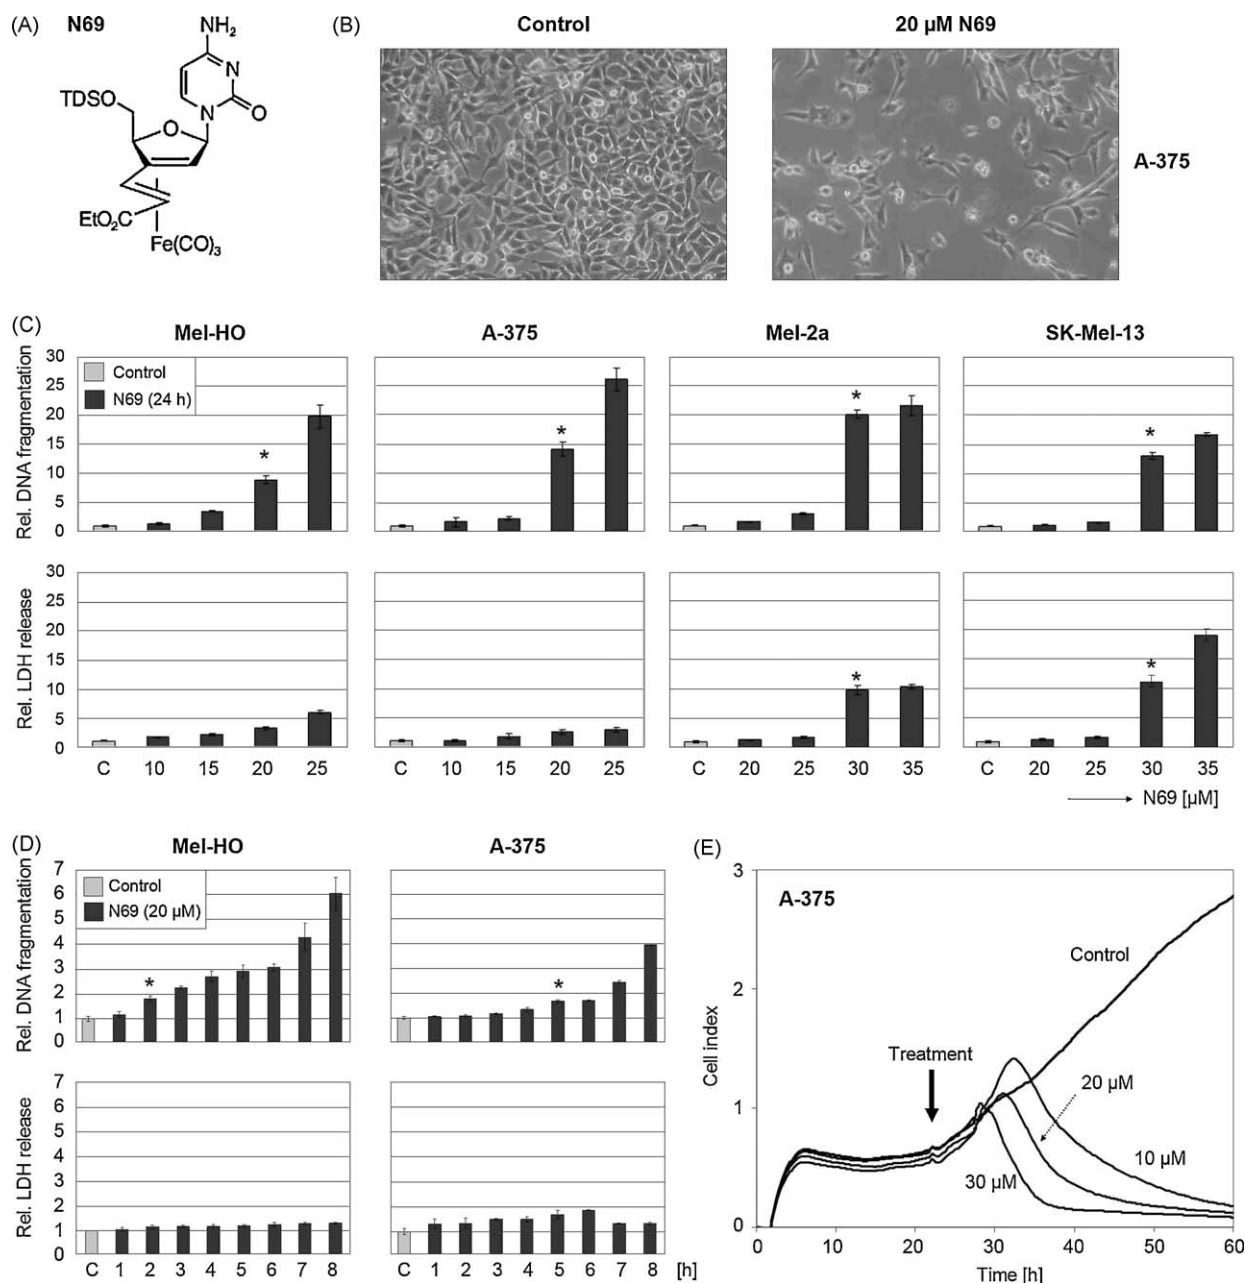 (A) N69
NH₂
N
N
O
TDSO
O
EtO₂C
Fe(CO)₃
(B) Control 20 µM N69
A-375
(C) Mel-HO A-375 Mel-2a SK-Mel-13
Rel. DNA fragmentation
30
25
20
15
10
5
0
Control
N69 (24 h)
* * * *
Rel. LDH release
30
25
20
15
10
5
0
* *
C 10 15 20 25 C 10 15 20 25 C 20 25 30 35 C 20 25 30 35
N69 [µM]
(D) Mel-HO A-375
Rel. DNA fragmentation
7
6
5
4
3
2
1
0
Control
N69 (20 µM)
* *
Rel. LDH release
7
6
5
4
3
2
1
0
C 1 2 3 4 5 6 7 8 C 1 2 3 4 5 6 7 8 [h]
(E)
A-375
Cell index
3
2
1
0
Control
Treatment
20 µM
10 µM
30 µM
0 10 20 30 40 50 60
Time [h]